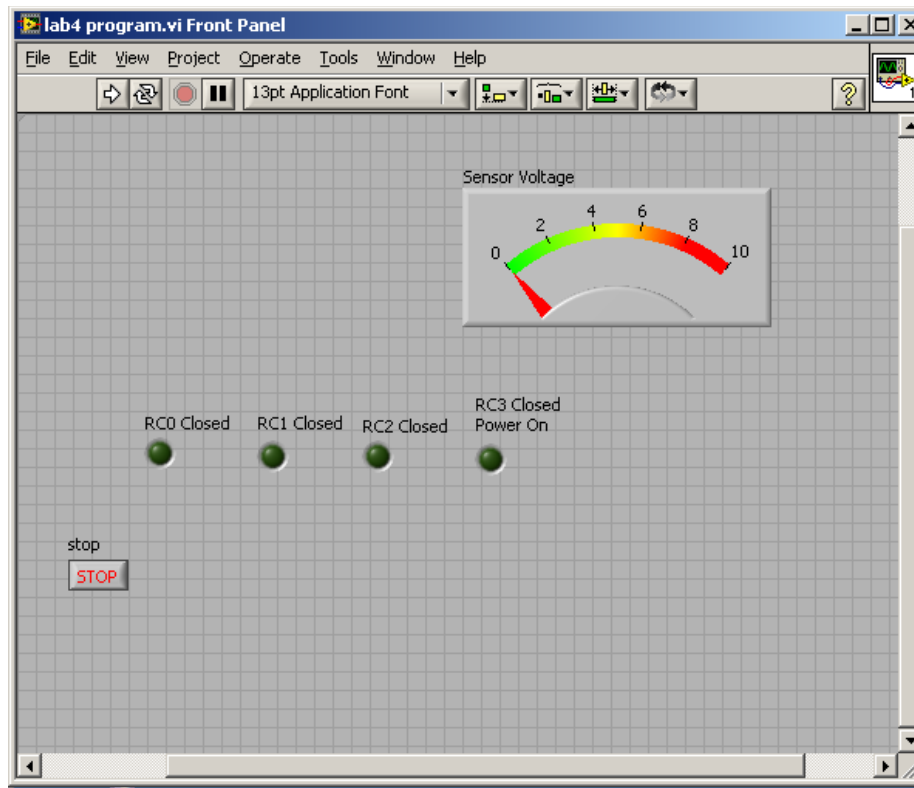 lab4 program.vi Front Panel
File Edit View Project Operate Tools Window Help
13pt Application Font
?
1
Sensor Voltage
0 2 4 6 8 10
RC0 Closed
RC1 Closed
RC2 Closed
RC3 Closed
Power On
stop
STOP